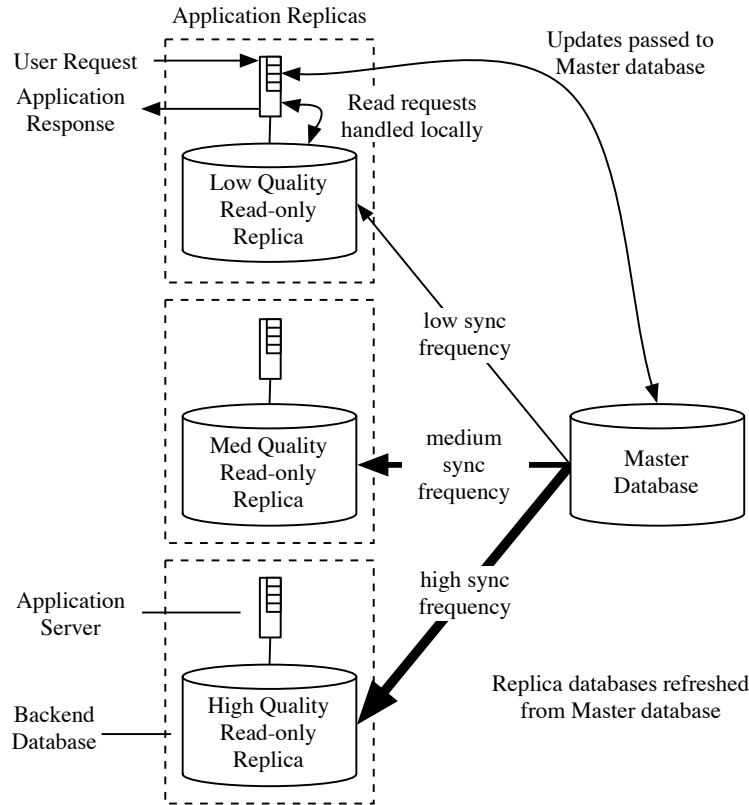 Application Replicas
User Request
Application
Response
Updates passed to
Master database
Read requests
handled locally
Low Quality
Read-only
Replica
low sync
frequency
Med Quality
Read-only
Replica
medium
sync
frequency
Master
Database
high sync
frequency
Application
Server
High Quality
Read-only
Replica
Backend
Database
Replica databases refreshed
from Master database